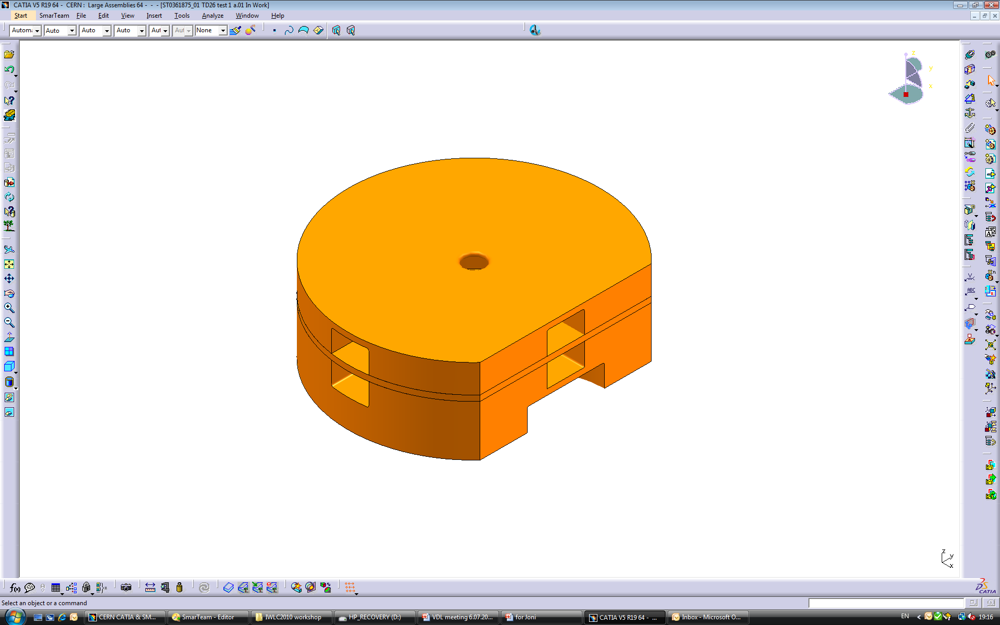 CATIA V5 R19 64 - CERN : Large Assemblies 64 - - - [ST0361875_01 TD26 test 1 a.01 In Work]
Start SmarTeam File Edit View Insert Tools Analyze Window Help
Autom Auto Auto Auto Aut Aut None
z
y
x
ABC
z
y
x
f(x)
DS
CATIA
Select an object or a command
CERN CATIA & SM... SmarTeam - Editor IWLC2010 workshop HP_RECOVERY (D:) VDL meeting 6.07.20... for Joni CATIA V5 R19 64 - ... Inbox - Microsoft O... EN < 19:16